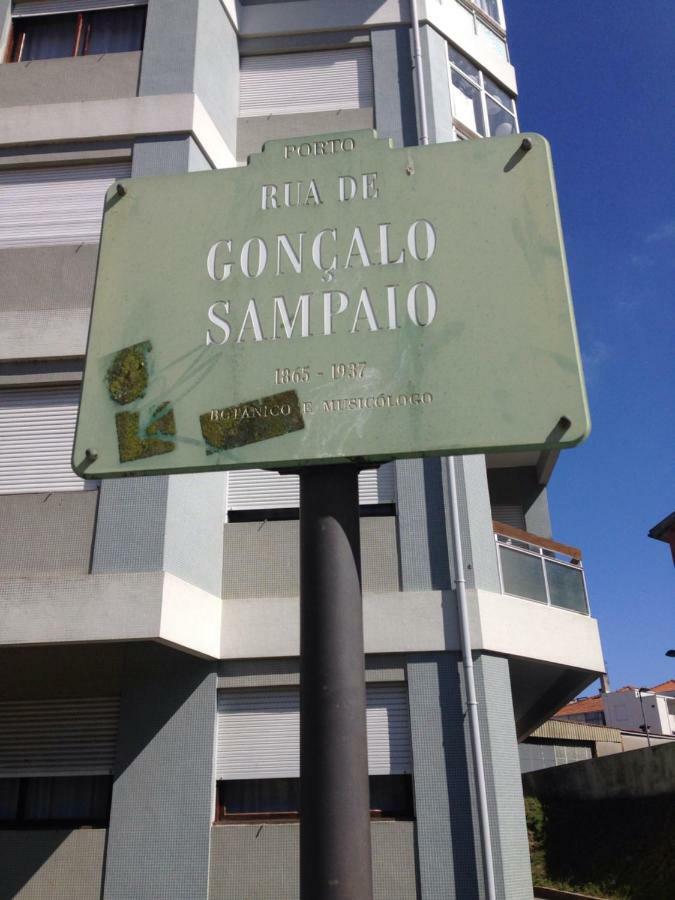 PORTO
RUA DE
GONÇALO
SAMPAIO
1865 - 1937
BOTÂNICO E MUSICÓLOGO